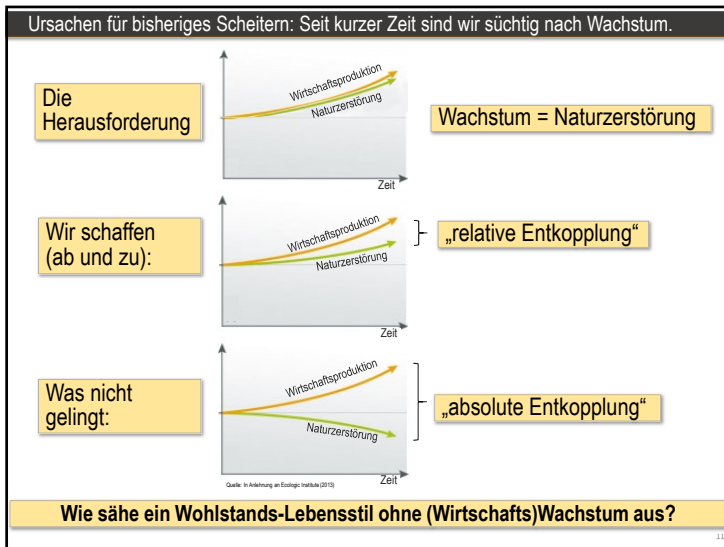 Ursachen für bisheriges Scheitern: Seit kurzer Zeit sind wir süchtig nach Wachstum.
Die
Herausforderung
Wirtschaftsproduktion
Naturzerstörung
Zeit
Wachstum = Naturzerstörung
Wir schaffen
(ab und zu):
Wirtschaftsproduktion
Naturzerstörung
Zeit
„relative Entkopplung“
Was nicht
gelingt:
Wirtschaftsproduktion
Naturzerstörung
Zeit
„absolute Entkopplung“
Quelle: In Anlehnung an Ecologic Institute (2013)
Wie sähe ein Wohlstands-Lebensstil ohne (Wirtschafts)Wachstum aus?
11